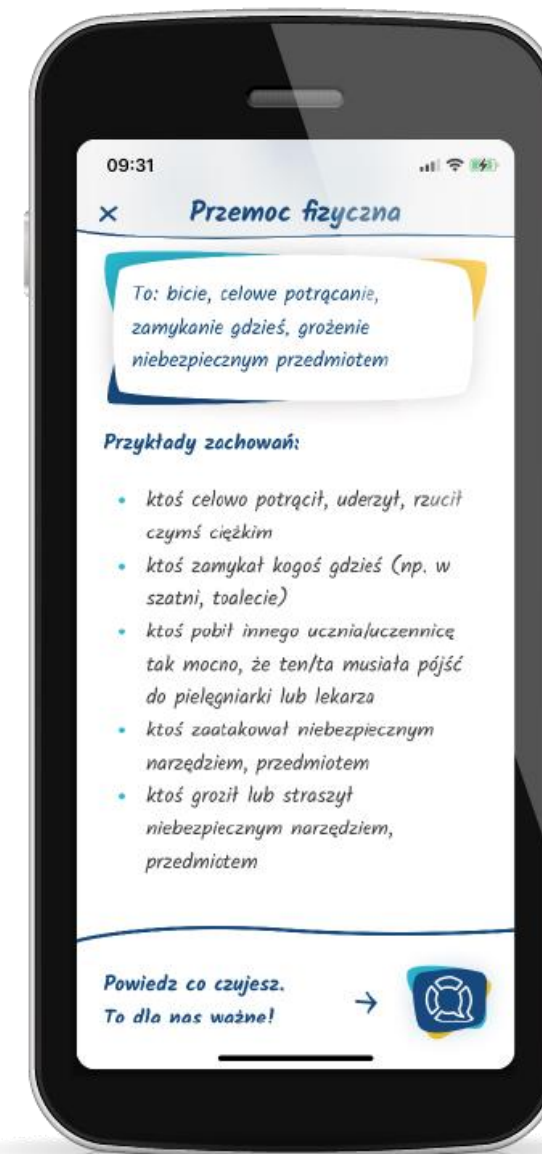 09:31
Przemoc fizyczna
To: bicie, celowe potrącanie,
zamykanie gdzieś, grożenie
niebezpiecznym przedmiotem
Przykłady zachowań:
• ktoś celowo potrącił, uderzył, rzucił
czymś ciężkim
• ktoś zamykał kogoś gdzieś (np. w
szatni, toalecie)
• ktoś pobił innego ucznia/uczennicę
tak mocno, że ten/ta musiała pójść
do pielęgniarki lub lekarza
• ktoś zaatakował niebezpiecznym
narzędziem, przedmiotem
• ktoś groził lub straszył
niebezpiecznym narzędziem,
przedmiotem
Powiedz co czujesz.
To dla nas ważne!